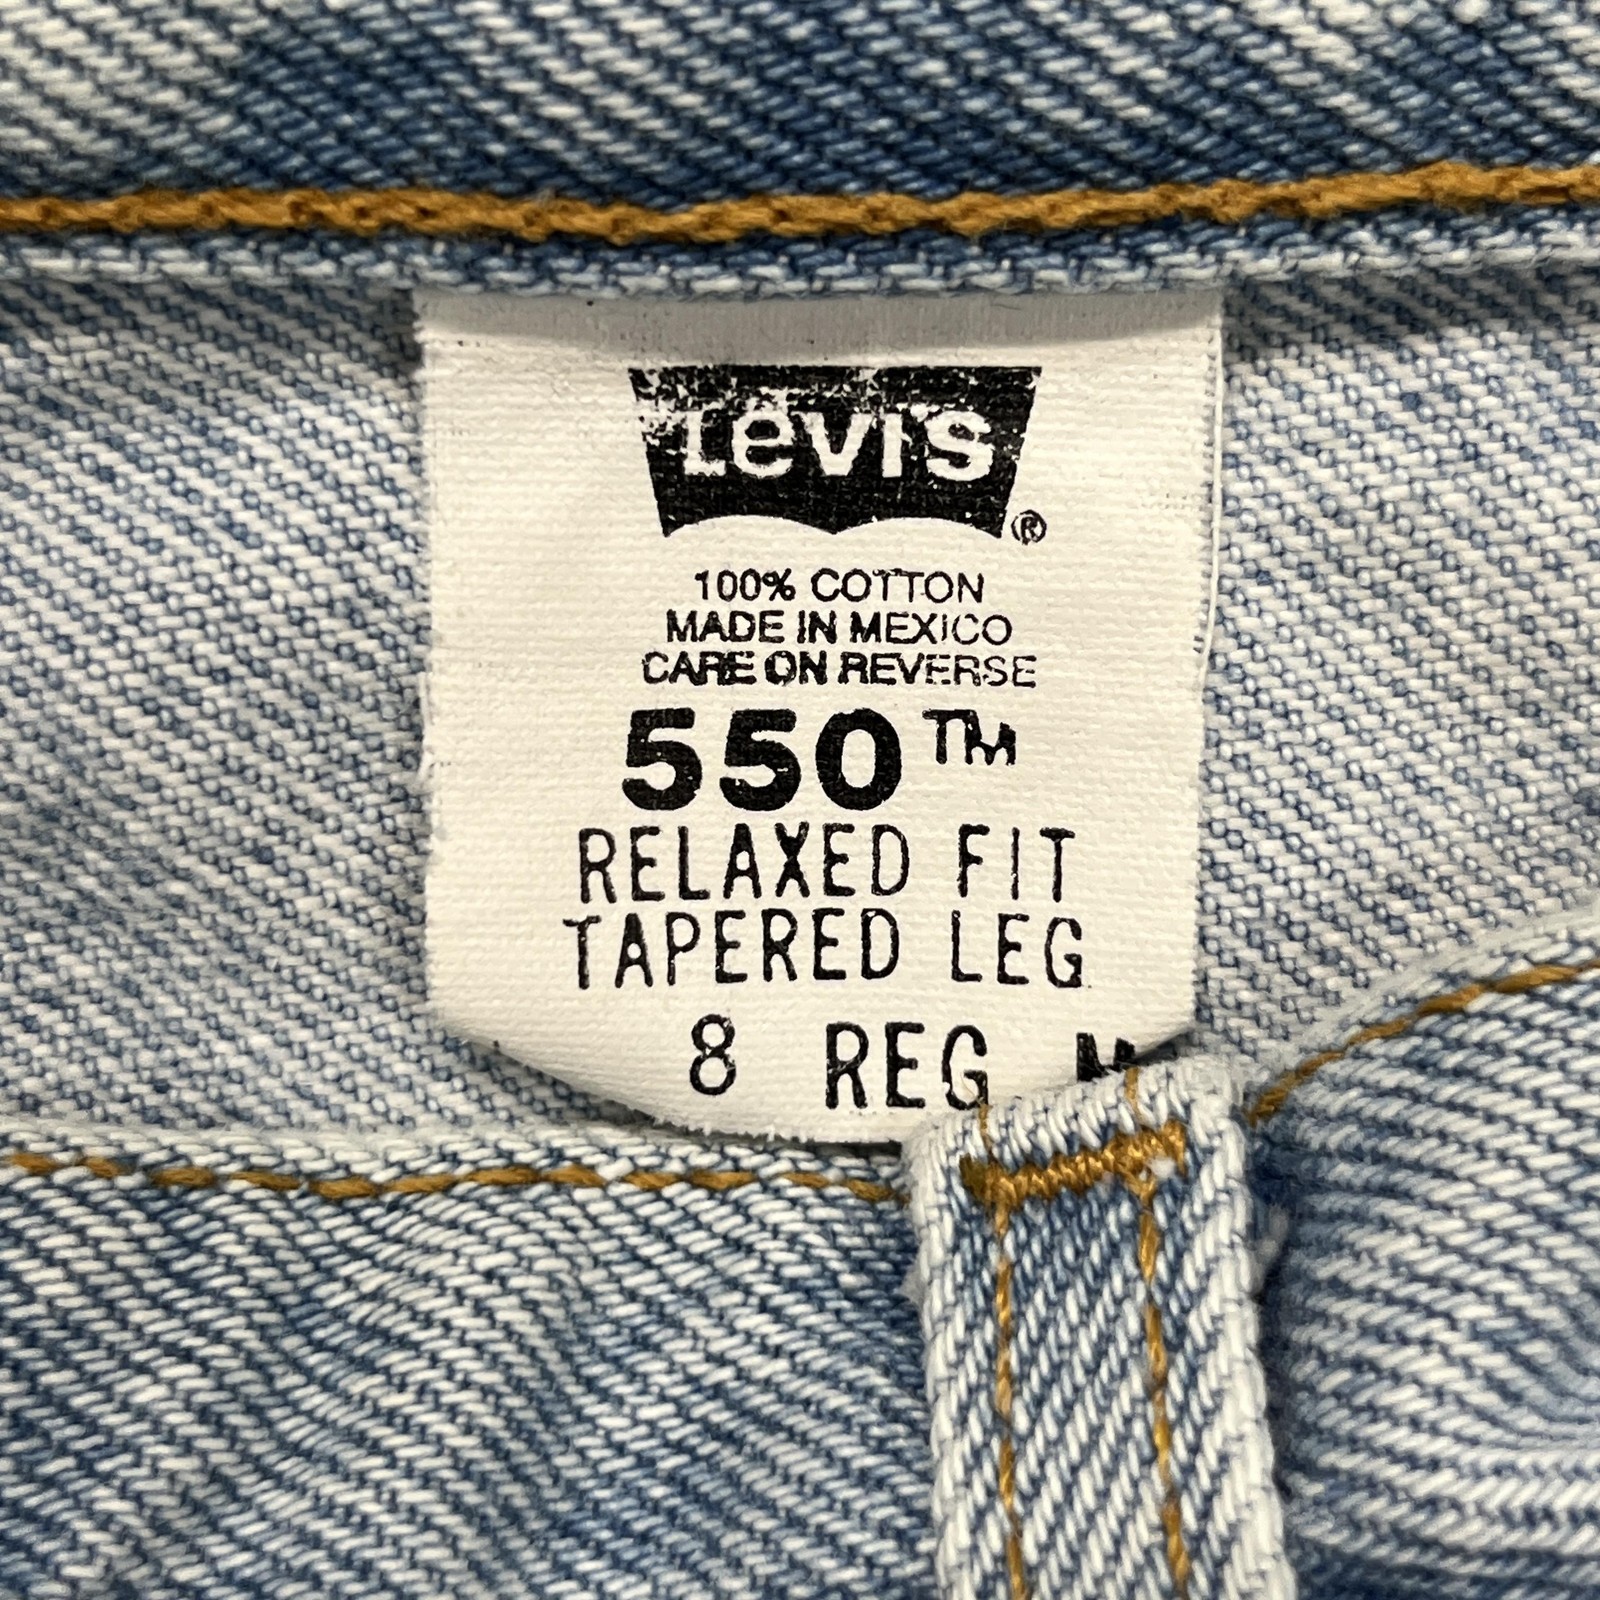 Levi's®
100% COTTON
MADE IN MEXICO
CARE ON REVERSE
550™
RELAXED FIT
TAPERED LEG
8 REG M